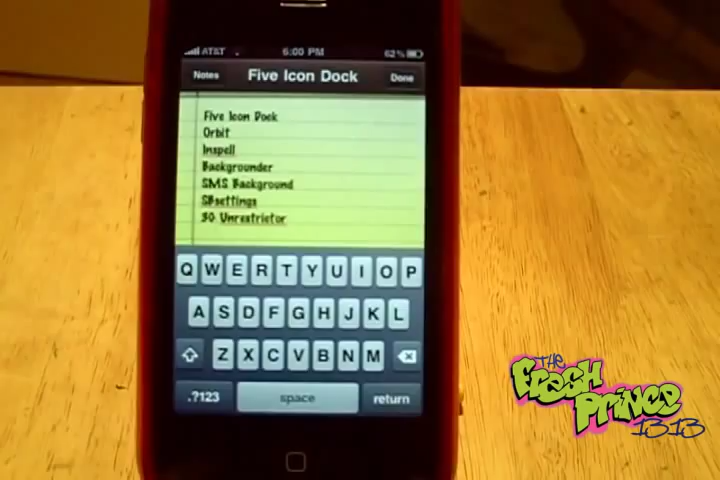 AT&T 6:00 PM 62%
Notes Five Icon Dock Done
Five Icon Dock
Orbit
Inspell
Backgrounder
SMS Background
SBsettings
3G Unrestrictor
Q W E R T Y U I O P
A S D F G H J K L
Z X C V B N M
.?123 space return
THE
FRESH
PRINCE
1313